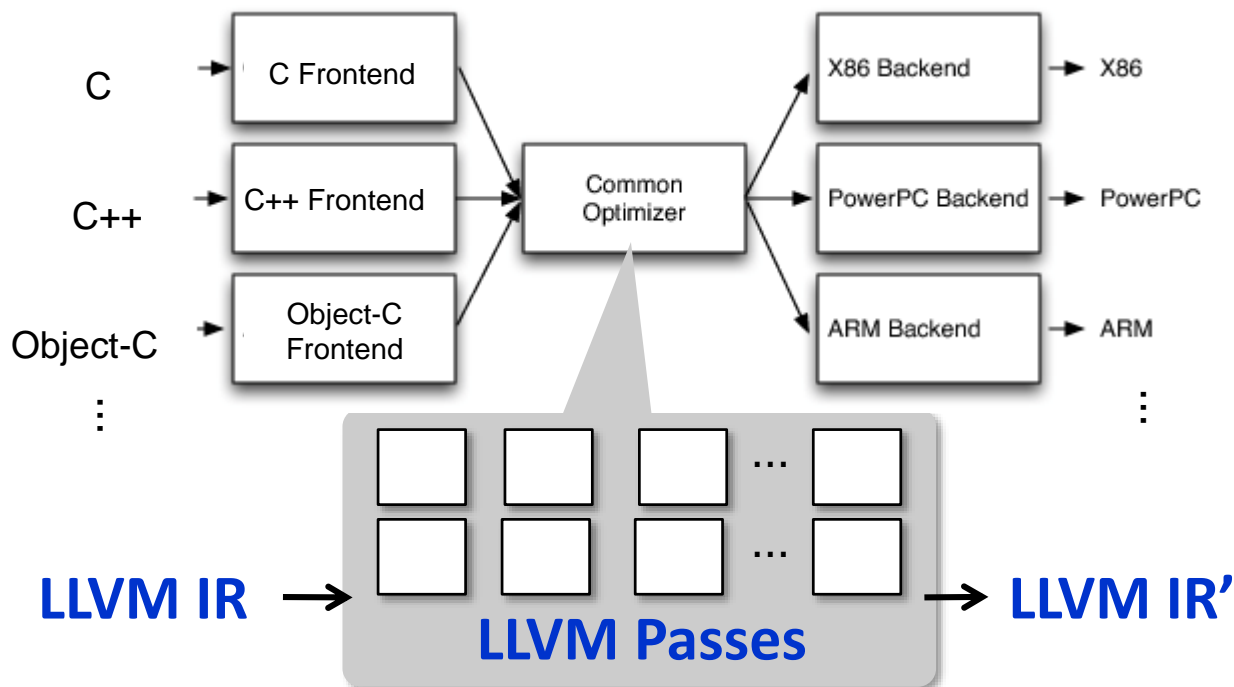 C
C Frontend
X86 Backend
X86
C++
C++ Frontend
Common
Optimizer
PowerPC Backend
PowerPC
Object-C
Object-C
Frontend
ARM Backend
ARM
⋮
⋮
...
...
LLVM IR
LLVM Passes
LLVM IR’